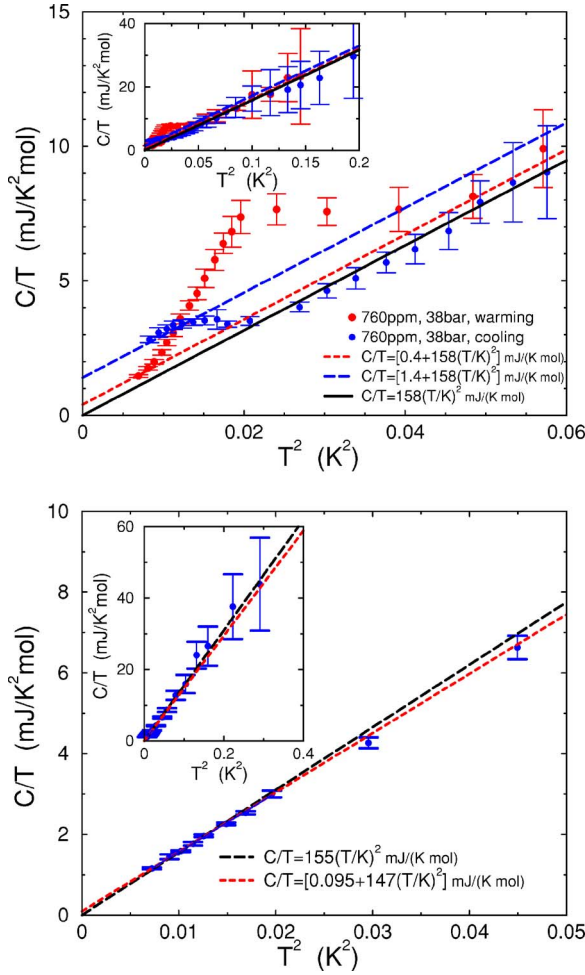 15
10
5
0
C/T (mJ/K²mol)
40
20
0
C/T (mJ/K²mol)
0 0.05 0.1 0.15 0.2
T² (K²)
760ppm, 38bar, warming
760ppm, 38bar, cooling
C/T=[0.4+158(T/K)²] mJ/(K mol)
C/T=[1.4+158(T/K)²] mJ/(K mol)
C/T=158(T/K)² mJ/(K mol)
0 0.02 0.04 0.06
T² (K²)
10
8
6
4
2
0
C/T (mJ/K²mol)
60
40
20
0
C/T (mJ/K²mol)
0 0.2 0.4
T² (K²)
C/T=155(T/K)² mJ/(K mol)
C/T=[0.095+147(T/K)²] mJ/(K mol)
0 0.01 0.02 0.03 0.04 0.05
T² (K²)